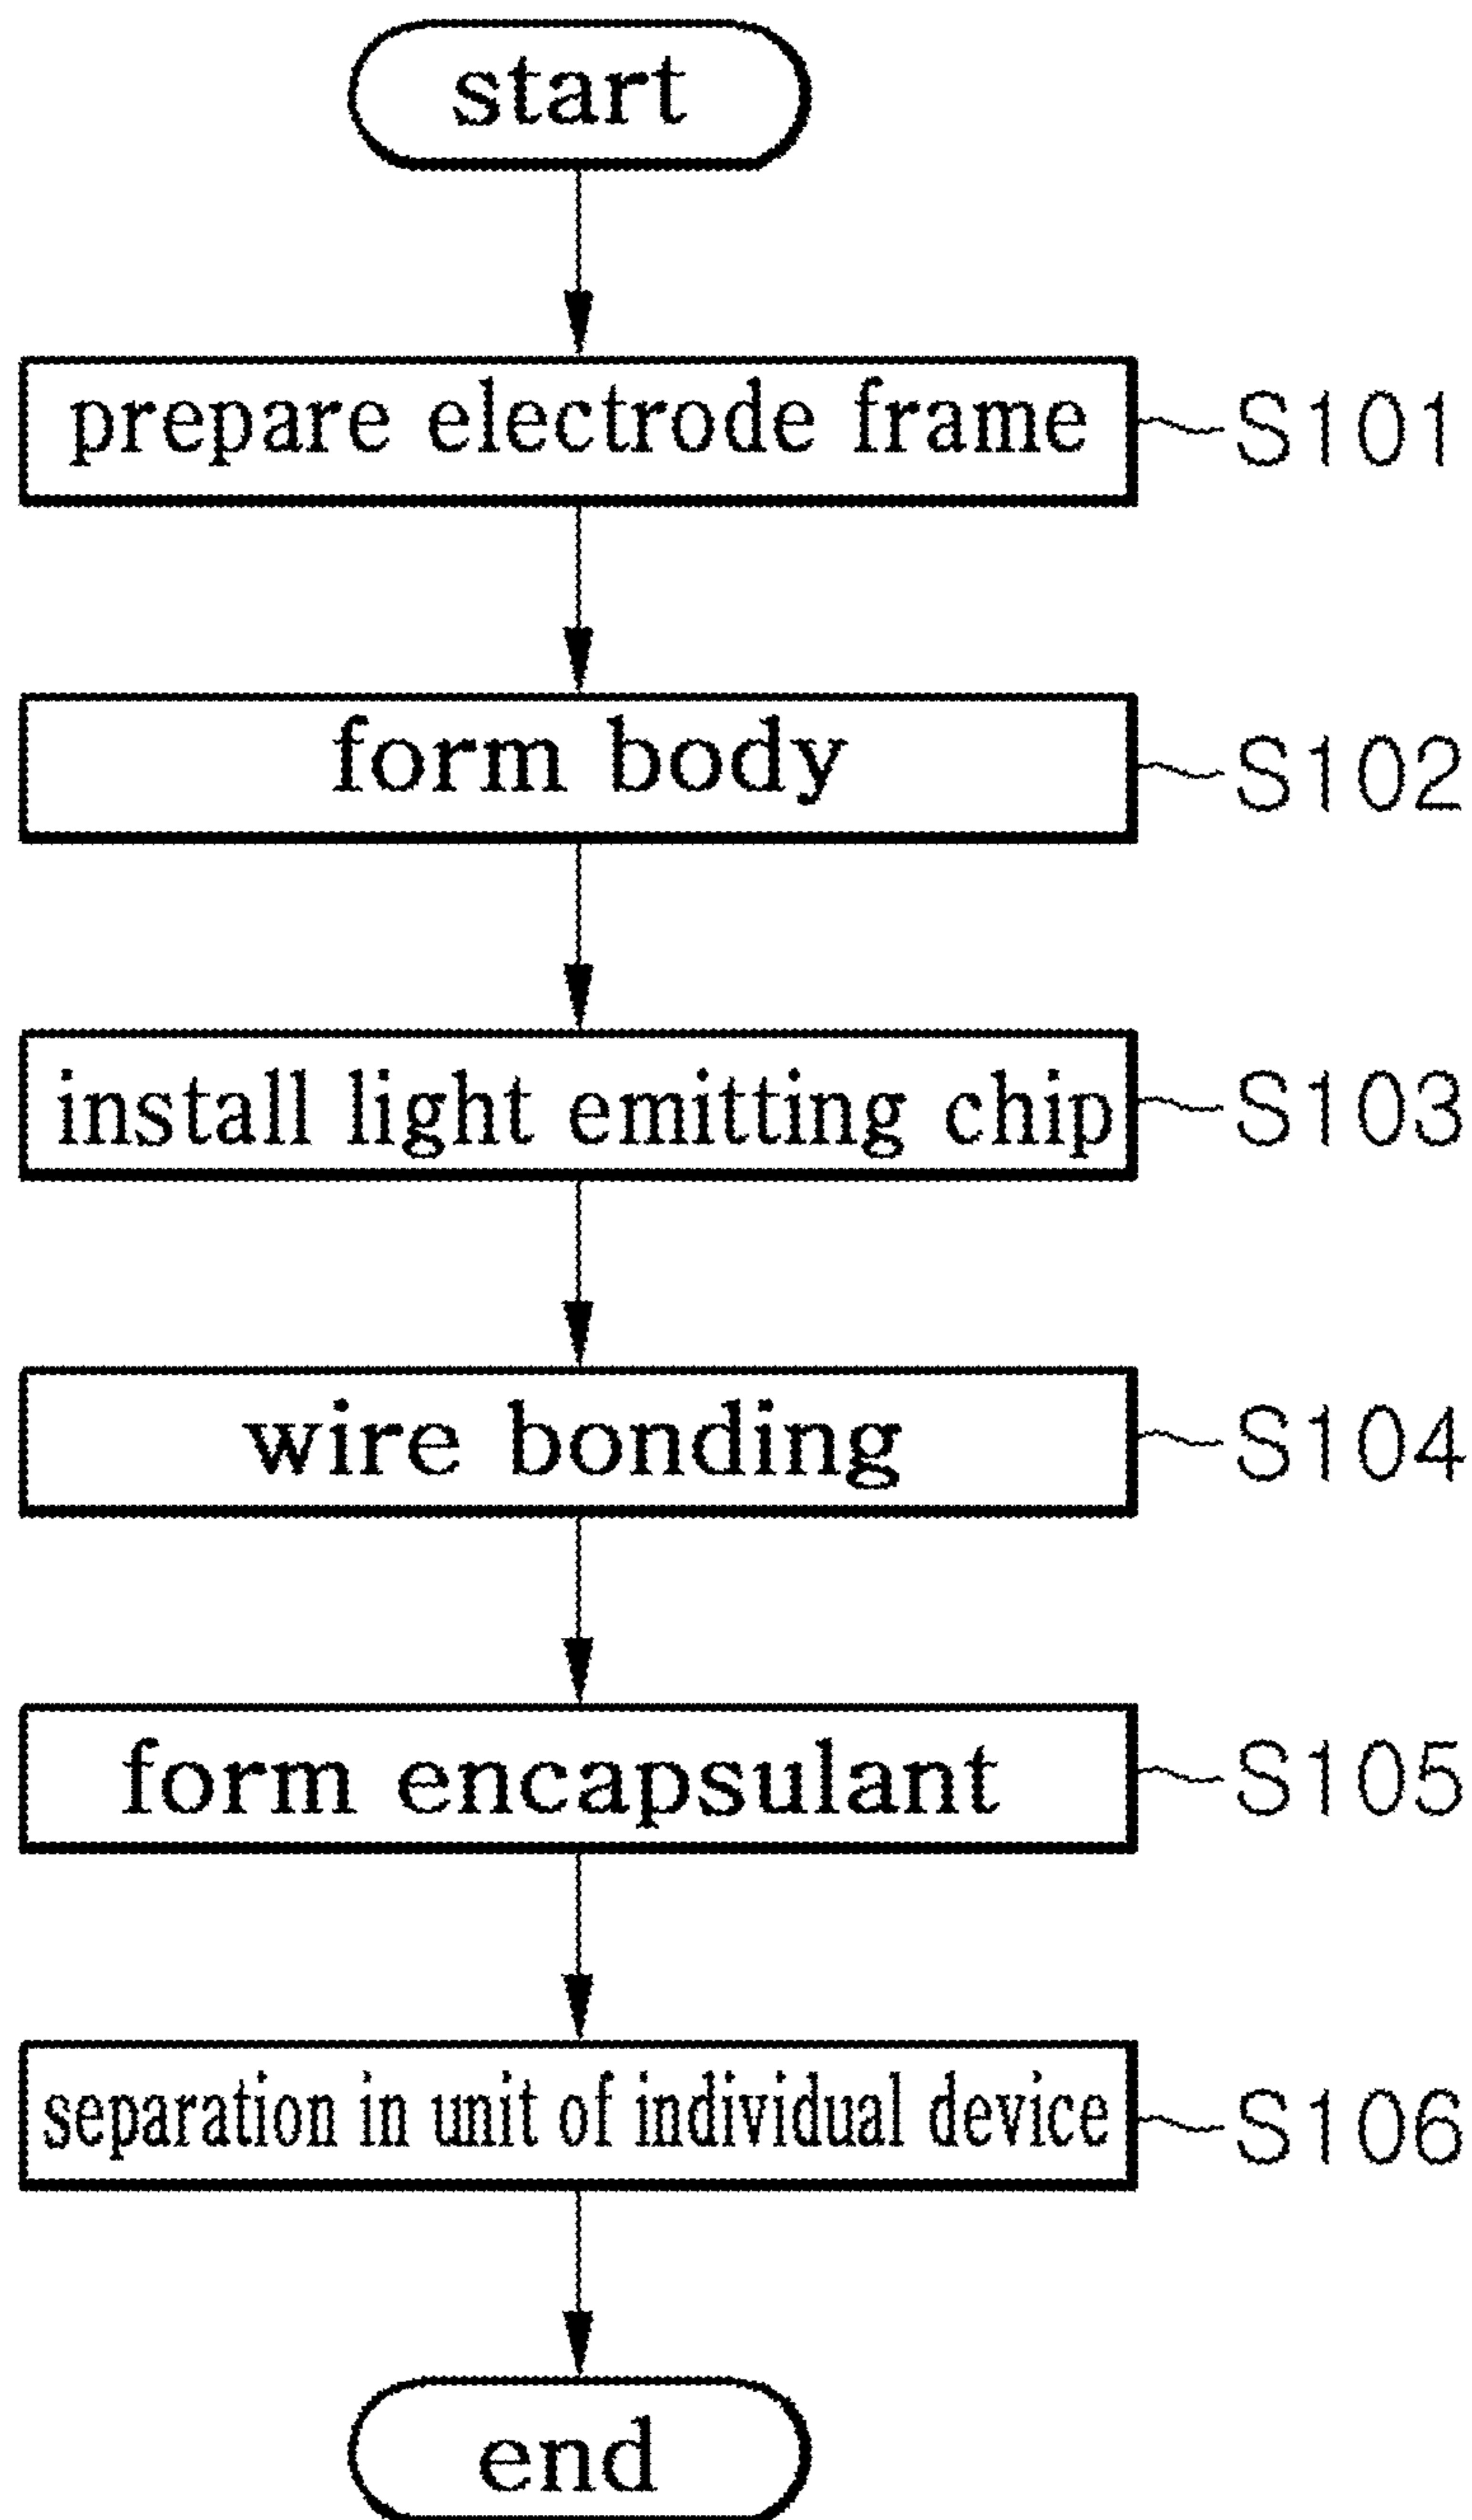 start
prepare electrode frame S101
form body S102
install light emitting chip S103
wire bonding S104
form encapsulant S105
separation in unit of individual device S106
end